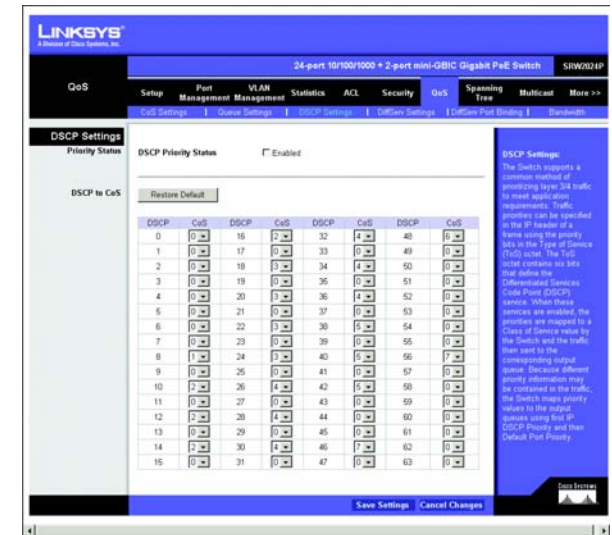 LINKSYS®
A Division of Cisco Systems, Inc.
24-port 10/100/1000 + 2-port mini-GBIC Gigabit PoE Switch SRW2024P
QoS
Setup Port Management VLAN Management Statistics ACL Security QoS Spanning Tree Multicast More >>
CoS Settings | Queue Settings | DSCP Settings | DiffServ Settings | DiffServ Port Binding | Bandwidth
DSCP Settings
Priority Status
DSCP Priority Status Enabled
DSCP to CoS
Restore Default
DSCP CoS DSCP CoS DSCP CoS DSCP CoS
0 0 16 2 32 4 48 6
1 0 17 0 33 0 49 0
2 0 18 3 34 4 50 0
3 0 19 0 35 0 51 0
4 0 20 3 36 4 52 0
5 0 21 0 37 0 53 0
6 0 22 3 38 5 54 0
7 0 23 0 39 0 55 0
8 1 24 3 40 5 56 7
9 0 25 0 41 0 57 0
10 2 26 4 42 5 58 0
11 0 27 0 43 0 59 0
12 2 28 4 44 0 60 0
13 0 29 0 45 0 61 0
14 2 30 4 46 7 62 0
15 0 31 0 47 0 63 0
DSCP Settings:
The Switch supports a
common method of
prioritizing layer 3/4 traffic
to meet application
requirements. Traffic
priorities can be specified
in the IP header of a
frame using the priority
bits in the Type of Service
(ToS) octet. The ToS
octet contains six bits
that define the
Differentiated Services
Code Point (DSCP)
service. When these
services are enabled, the
priorities are mapped to a
Class of Service value by
the Switch and the traffic
then sent to the
corresponding output
queue. Because different
priority information may
be contained in the traffic,
the Switch maps priority
values to the output
queues using first IP
DSCP Priority and then
Default Port Priority.
Save Settings Cancel Changes
Cisco Systems